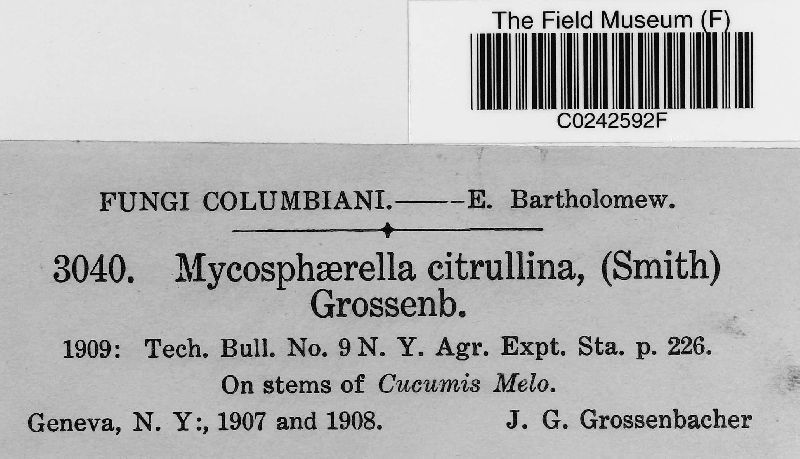 The Field Museum (F)
C0242592F
FUNGI COLUMBIANI.——E. Bartholomew.
3040. Mycosphærella citrullina, (Smith)
Grossenb.
1909: Tech. Bull. No. 9 N. Y. Agr. Expt. Sta. p. 226.
On stems of Cucumis Melo.
Geneva, N. Y:, 1907 and 1908. J. G. Grossenbacher